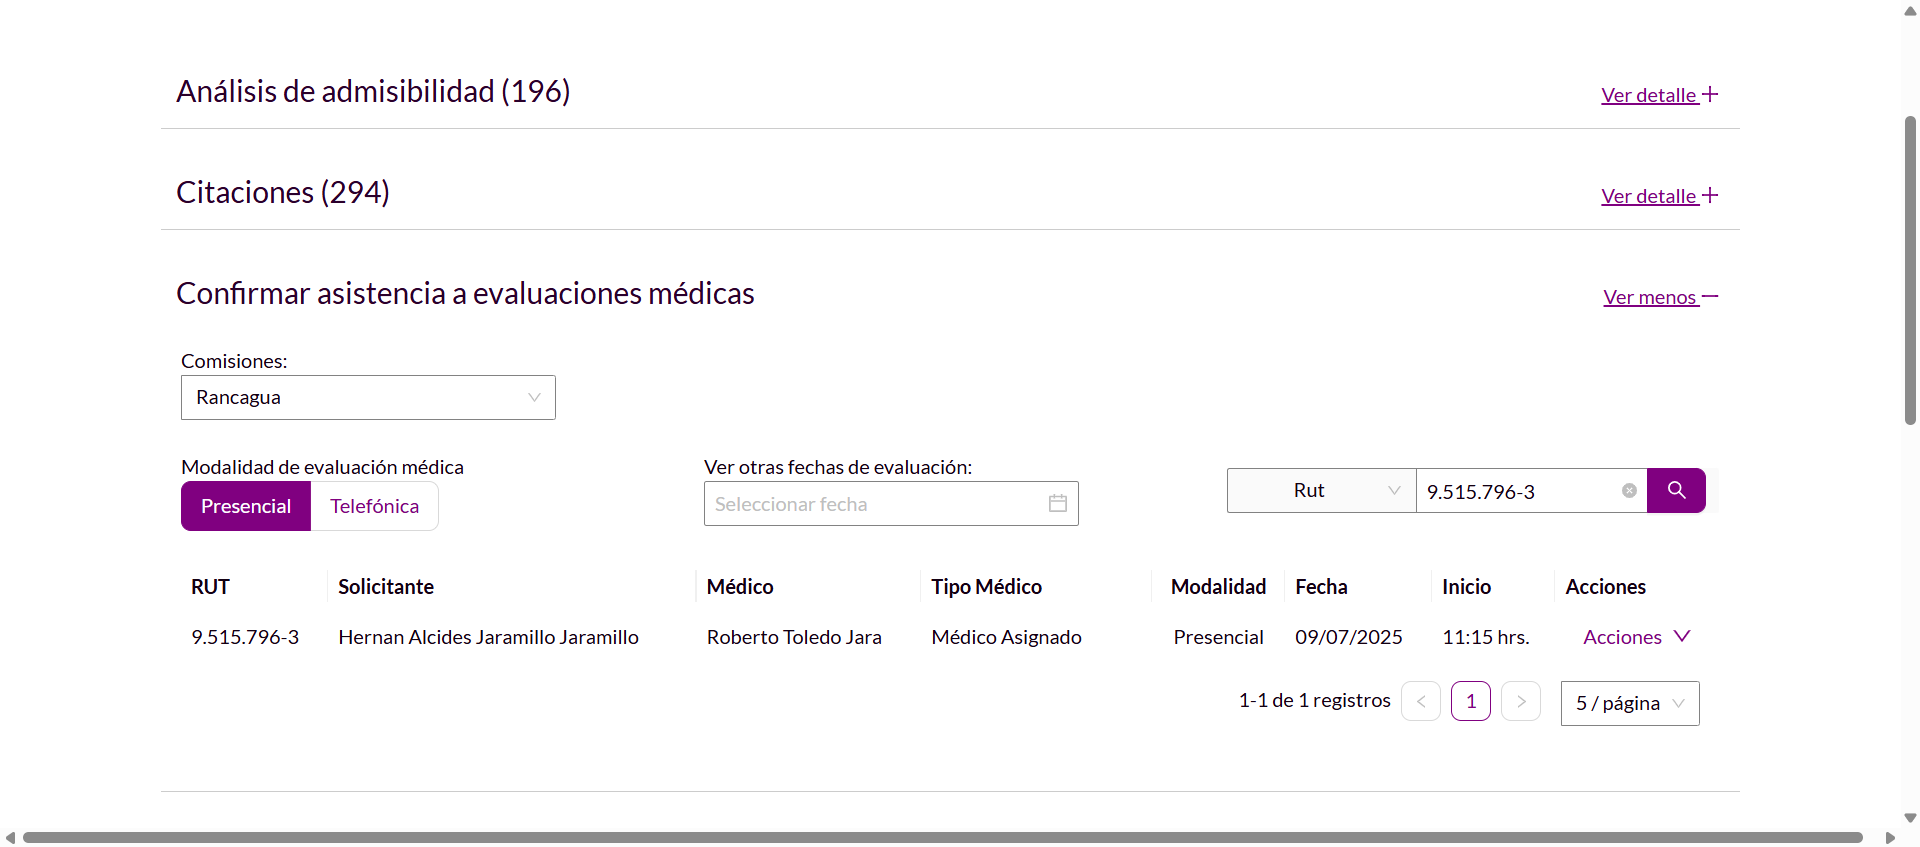 Análisis de admisibilidad (196)
Ver detalle
Citaciones (294)
Ver detalle
Confirmar asistencia a evaluaciones médicas
Ver menos
Comisiones:
Rancagua
Modalidad de evaluación médica
Presencial Telefónica
Ver otras fechas de evaluación:
Seleccionar fecha
Rut 9.515.796-3
RUT Solicitante Médico Tipo Médico Modalidad Fecha Inicio Acciones
9.515.796-3 Hernan Alcides Jaramillo Jaramillo Roberto Toledo Jara Médico Asignado Presencial 09/07/2025 11:15 hrs. Acciones
1-1 de 1 registros < 1 > 5 / página